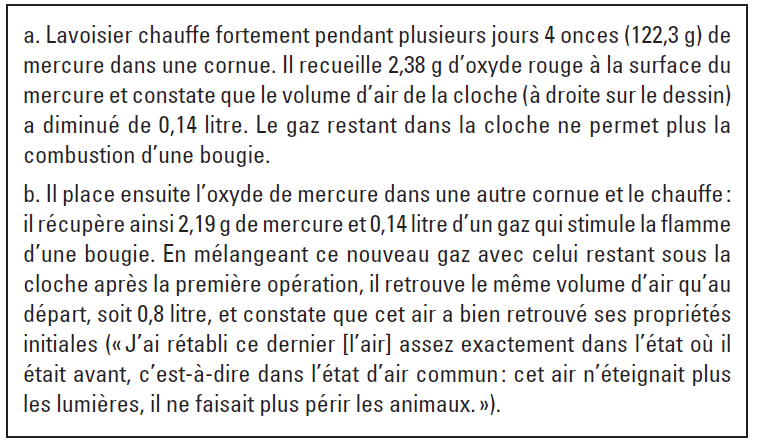 a. Lavoisier chauffe fortement pendant plusieurs jours 4 onces (122,3 g) de
mercure dans une cornue. Il recueille 2,38 g d’oxyde rouge à la surface du
mercure et constate que le volume d’air de la cloche (à droite sur le dessin)
a diminué de 0,14 litre. Le gaz restant dans la cloche ne permet plus la
combustion d’une bougie.
b. Il place ensuite l’oxyde de mercure dans une autre cornue et le chauffe :
il récupère ainsi 2,19 g de mercure et 0,14 litre d’un gaz qui stimule la flamme
d’une bougie. En mélangeant ce nouveau gaz avec celui restant sous la
cloche après la première opération, il retrouve le même volume d’air qu’au
départ, soit 0,8 litre, et constate que cet air a bien retrouvé ses propriétés
initiales (« J’ai rétabli ce dernier [l’air] assez exactement dans l’état où il
était avant, c’est-à-dire dans l’état d’air commun : cet air n’éteignait plus
les lumières, il ne faisait plus périr les animaux. »).